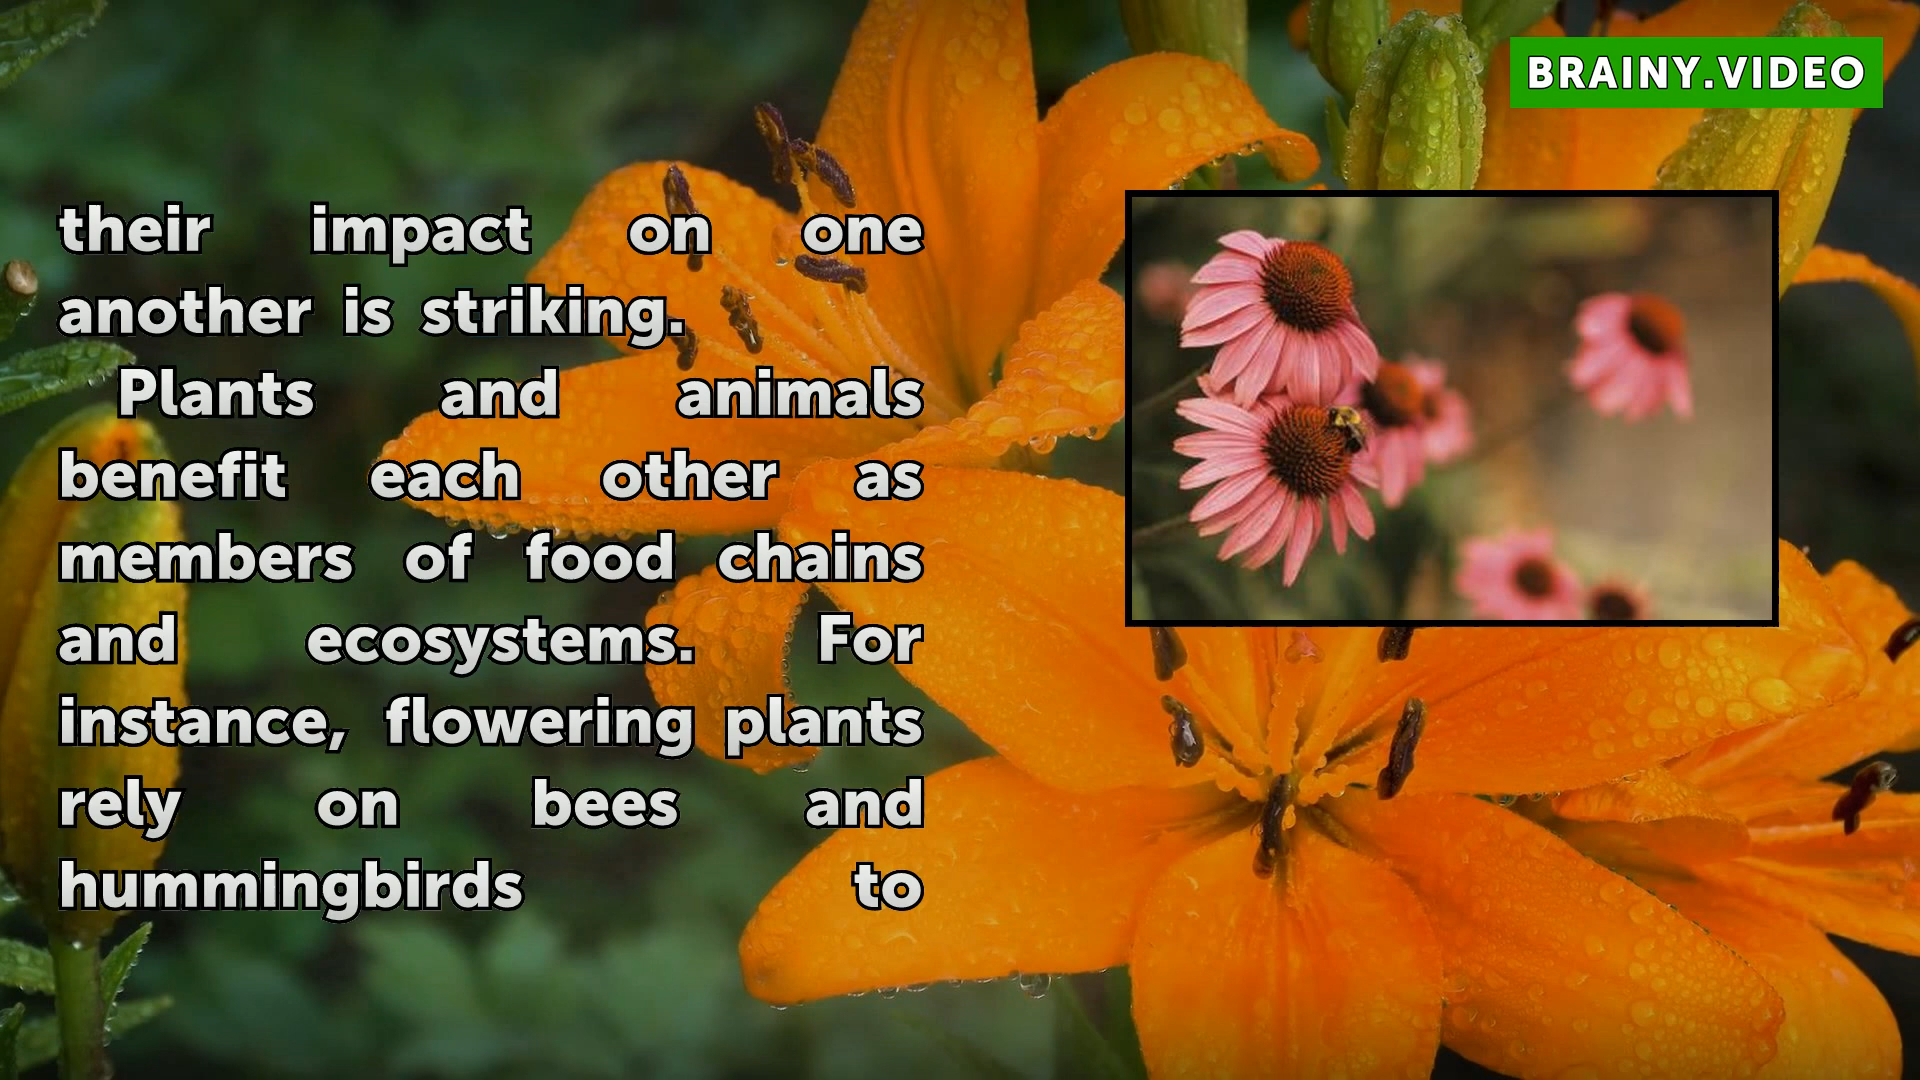 BRAINY.VIDEO
their impact on one
another is striking.
Plants and animals
benefit each other as
members of food chains
and ecosystems. For
instance, flowering plants
rely on bees and
hummingbirds to